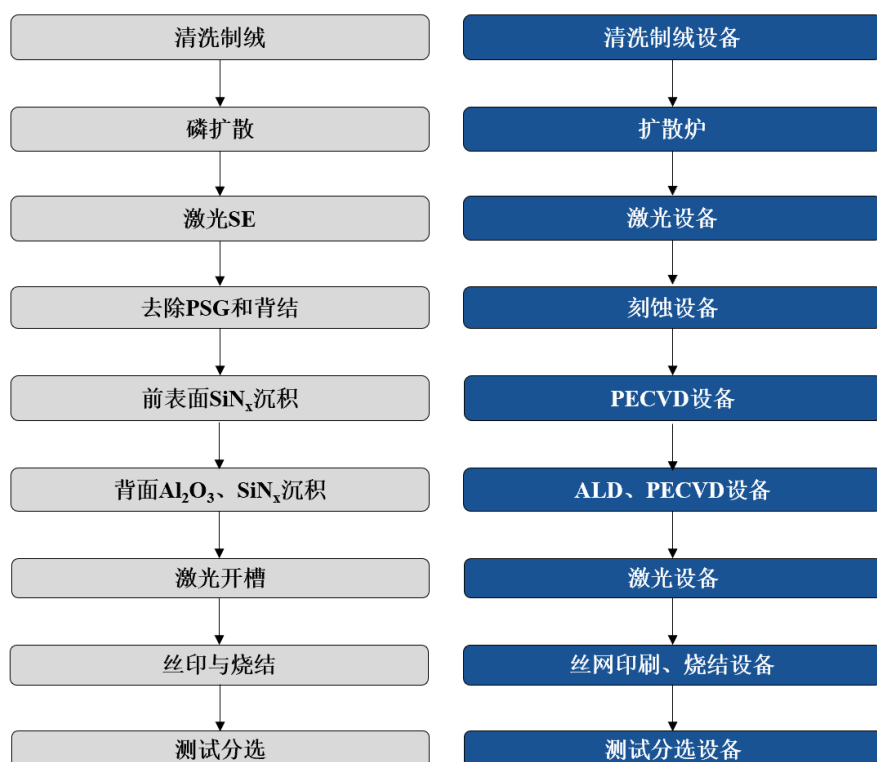 清洗制绒
清洗制绒设备
磷扩散
扩散炉
激光SE
激光设备
去除PSG和背结
刻蚀设备
前表面SiNx沉积
PECVD设备
背面Al2O3、SiNx沉积
ALD、PECVD设备
激光开槽
激光设备
丝印与烧结
丝网印刷、烧结设备
测试分选
测试分选设备